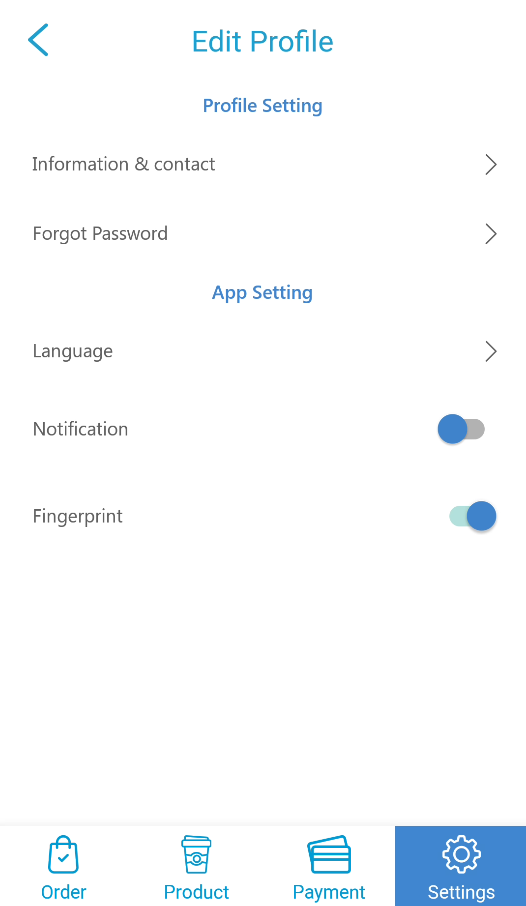 Edit Profile
Profile Setting
Information & contact
Forgot Password
App Setting
Language
Notification
Fingerprint
Order
Product
Payment
Settings